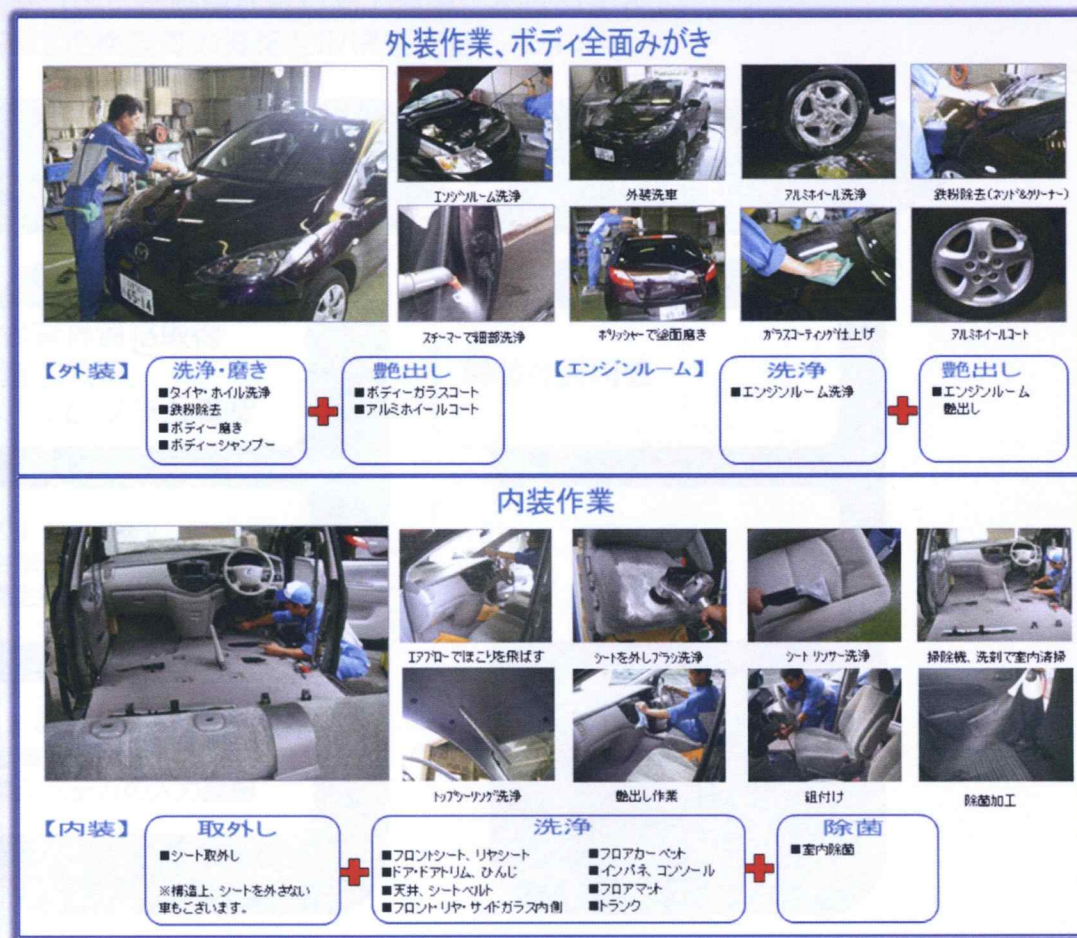 外装作業、ボディ全面みがき
エンジンルーム洗浄
外装洗車
アルミホイール洗浄
鉄粉除去(ネンド&クリーナー)
65-14
スチーマーで細部洗浄
ポリッシャーで塗面磨き
ガラスコーティング仕上げ
アルミホイールコート
【外装】
洗浄・磨き
■タイヤ・ホイル洗浄
■鉄粉除去
■ボディー磨き
■ボディーシャンプー
艶出し
■ボディーガラスコート
■アルミホイールコート
【エンジンルーム】
洗浄
■エンジンルーム洗浄
艶出し
■エンジンルーム
艶出し
内装作業
エアブローでほこりを飛ばす
シートを外しブラシ洗浄
シートリンサー洗浄
掃除機、洗剤で室内清掃
トップシーリング洗浄
艶出し作業
組付け
除菌加工
【内装】
取外し
■シート取外し
※構造上、シートを外さない
車もございます。
洗浄
■フロントシート、リヤシート
■ドア・ドアトリム、ひんじ
■天井、シートベルト
■フロントリヤ・サイドガラス内側
■フロアカーペット
■インパネ、コンソール
■フロアマット
■トランク
除菌
■室内除菌